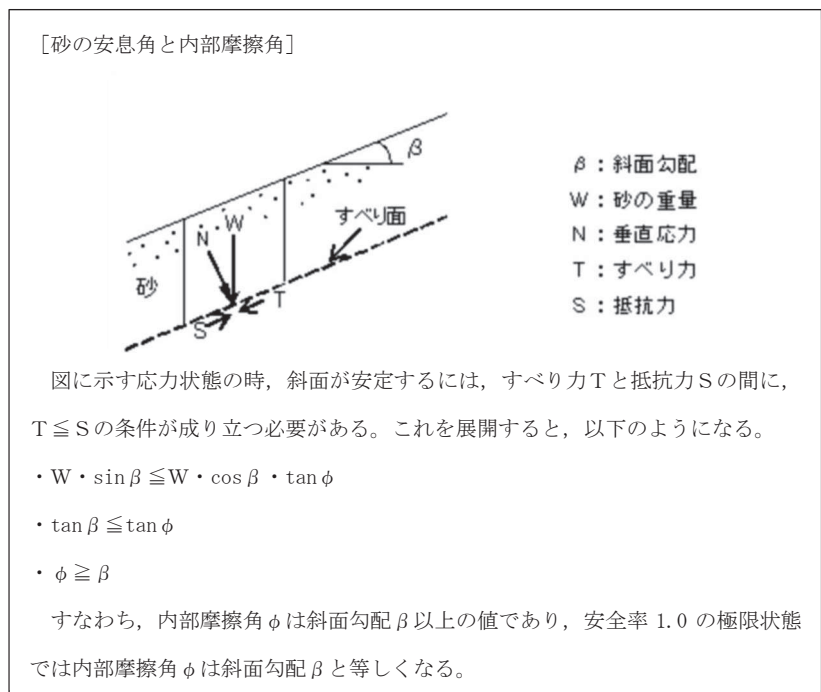 [砂の安息角と内部摩擦角]
β
W
N
すべり面
砂
T
S
β：斜面勾配
W：砂の重量
N：垂直応力
T：すべり力
S：抵抗力
図に示す応力状態の時，斜面が安定するには，すべり力Tと抵抗力Sの間に，
T≦Sの条件が成り立つ必要がある。これを展開すると，以下のようになる。
・W・sinβ≦W・cosβ・tanφ
・tanβ≦tanφ
・φ≧β
すなわち，内部摩擦角φは斜面勾配β以上の値であり，安全率 1.0 の極限状態
では内部摩擦角φは斜面勾配βと等しくなる。